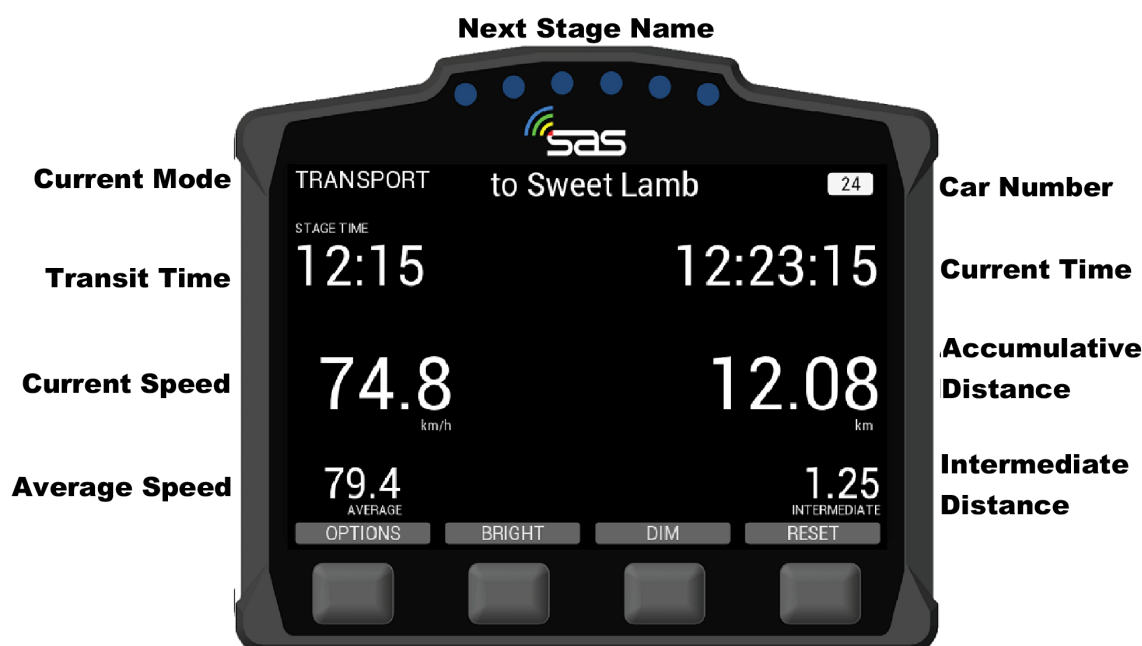 Next Stage Name
sas
Current Mode
TRANSPORT
to Sweet Lamb
24
Car Number
STAGE TIME
Transit Time
12:15
12:23:15
Current Time
Current Speed
74.8
km/h
12.08
km
Accumulative
Distance
Average Speed
79.4
AVERAGE
1.25
INTERMEDIATE
Intermediate
Distance
OPTIONS
BRIGHT
DIM
RESET